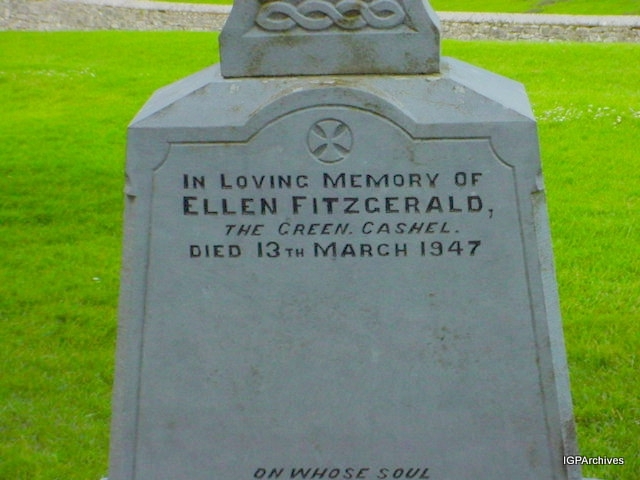 In Loving Memory of
Ellen Fitzgerald,
The Green. Cashel.
Died 13th March 1947
On whose soul
IGPArchives